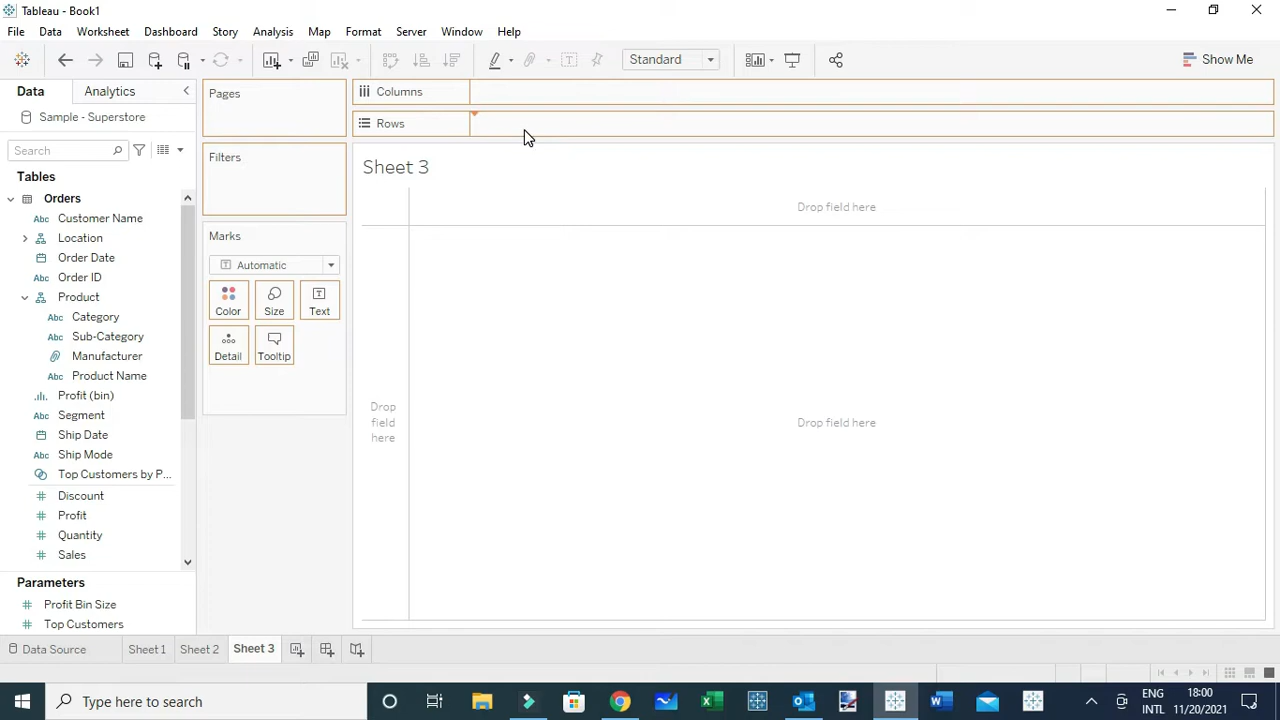 Tableau - Book1
File Data Worksheet Dashboard Story Analysis Map Format Server Window Help
Standard
Show Me
Data Analytics
Pages
Columns
Rows
Sample - Superstore
Search
Filters
Tables
Orders
Customer Name
Location
Order Date
Order ID
Product
Category
Sub-Category
Manufacturer
Product Name
Profit (bin)
Segment
Ship Date
Ship Mode
Top Customers by P...
Discount
Profit
Quantity
Sales
Parameters
Profit Bin Size
Top Customers
Marks
Automatic
Color Size Text
Detail Tooltip
Sheet 3
Drop field here
Drop
field
here
Drop field here
Data Source Sheet 1 Sheet 2 Sheet 3
Type here to search
ENG
INTL
18:00
11/20/2021